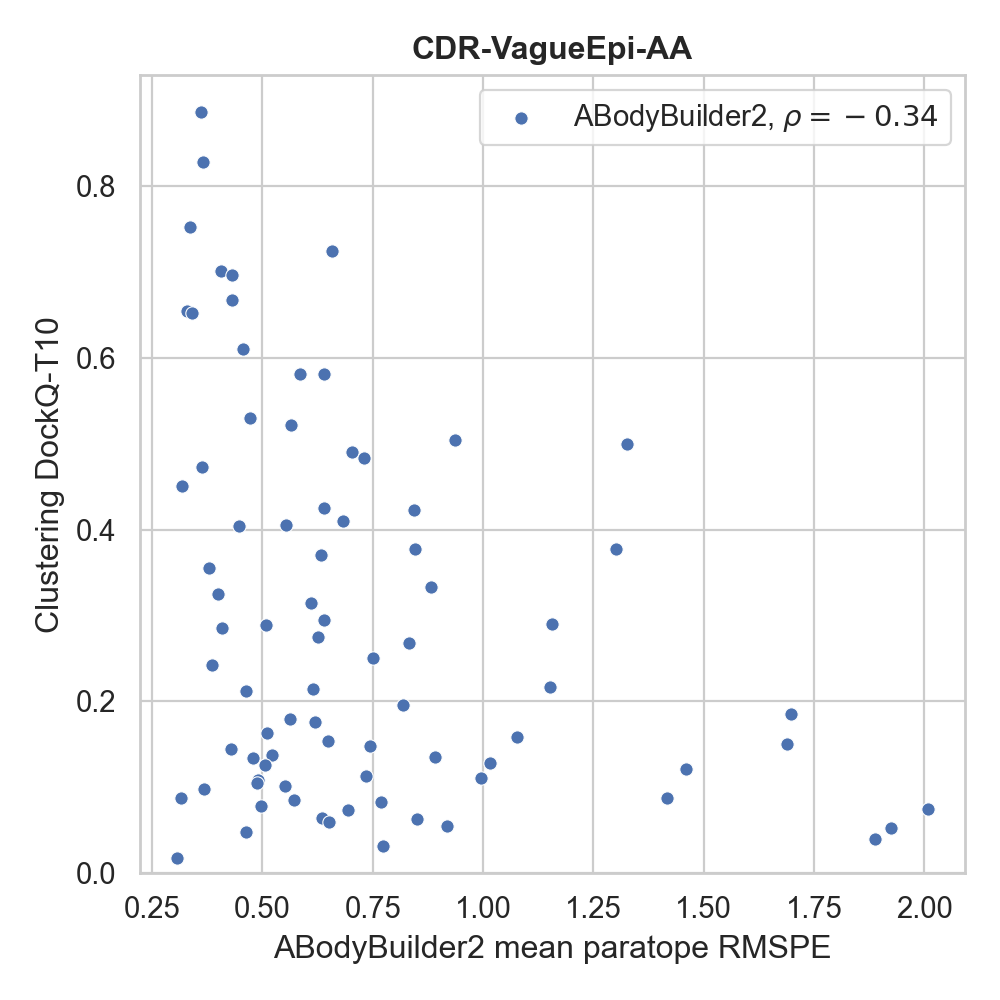 CDR-VagueEpi-AA
ABodyBuilder2, ρ = − 0.34
Clustering DockQ-T10
0.8
0.6
0.4
0.2
0.0
0.25 0.50 0.75 1.00 1.25 1.50 1.75 2.00
ABodyBuilder2 mean paratope RMSPE